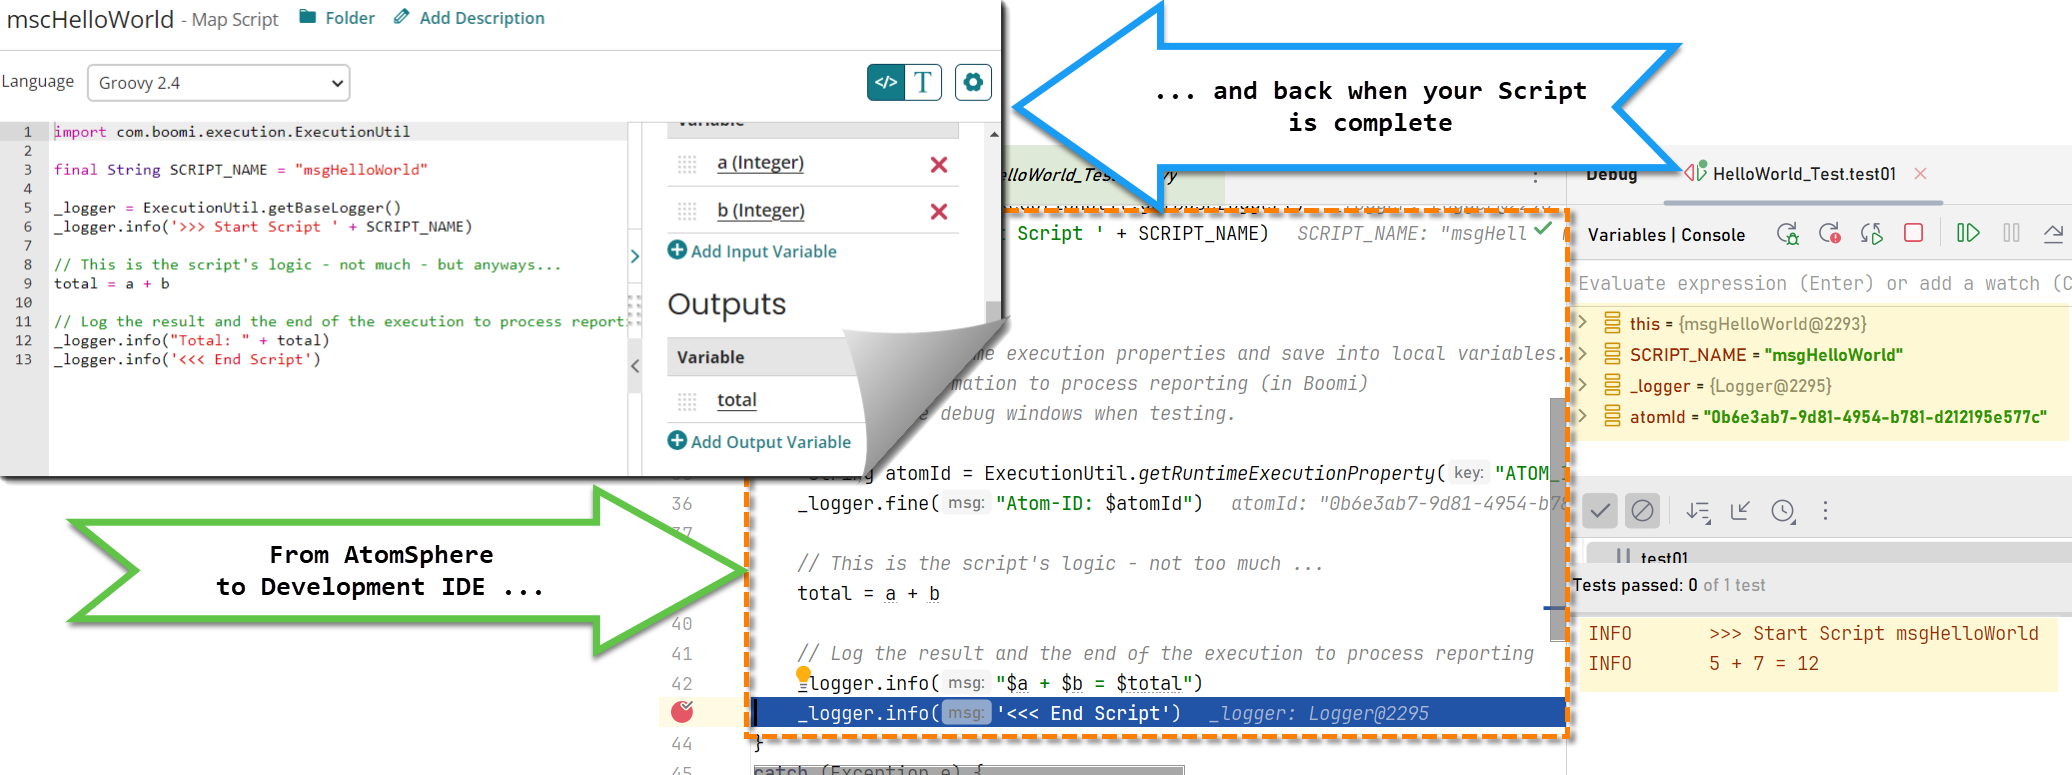 mscHelloWorld - Map Script Folder Add Description
Language Groovy 2.4
</> T
1 import com.boomi.execution.ExecutionUtil
2
3 final String SCRIPT_NAME = "msgHelloWorld"
4
5 _logger = ExecutionUtil.getBaseLogger()
6 _logger.info('>>> Start Script ' + SCRIPT_NAME)
7
8 // This is the script's logic - not much - but anyways...
9 total = a + b
10
11 // Log the result and the end of the execution to process report
12 _logger.info("Total: " + total)
13 _logger.info('<<< End Script')
Variable
a (Integer)
b (Integer)
Add Input Variable
Outputs
Variable
total
Add Output Variable
... and back when your Script
is complete
From AtomSphere
to Development IDE ...
elloWorld_Tes
Script ' + SCRIPT_NAME) SCRIPT_NAME: "msgHell
me execution properties and save into local variables.
mation to process reporting (in Boomi)
debug windows when testing.
String atomId = ExecutionUtil.getRuntimeExecutionProperty( key: "ATOM_I
36 _logger.fine( msg: "Atom-ID: $atomId") atomId: "0b6e3ab7-9d81-4954-b78
37
// This is the script's logic - not too much ...
total = a + b
40
41 // Log the result and the end of the execution to process reporting
42 _logger.info( msg: "$a + $b = $total")
_logger.info( msg: '<<< End Script') _logger: Logger@2295
44 }
45 catch (Exception e) {
Debug HelloWorld_Test.test01
Variables | Console
Evaluate expression (Enter) or add a watch (C
this = {msgHelloWorld@2293}
SCRIPT_NAME = "msgHelloWorld"
_logger = {Logger@2295}
atomId = "0b6e3ab7-9d81-4954-b781-d212195e577c"
test01
Tests passed: 0 of 1 test
INFO >>> Start Script msgHelloWorld
INFO 5 + 7 = 12